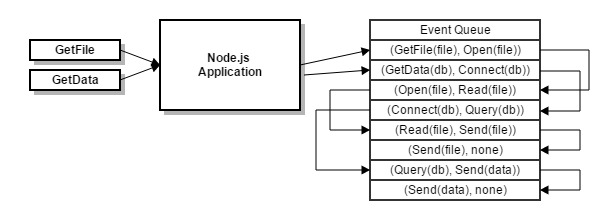 GetFile
GetData
Node.js
Application
Event Queue
(GetFile(file), Open(file))
(GetData(db), Connect(db))
(Open(file), Read(file))
(Connect(db), Query(db))
(Read(file), Send(file))
(Send(file), none)
(Query(db), Send(data))
(Send(data), none)